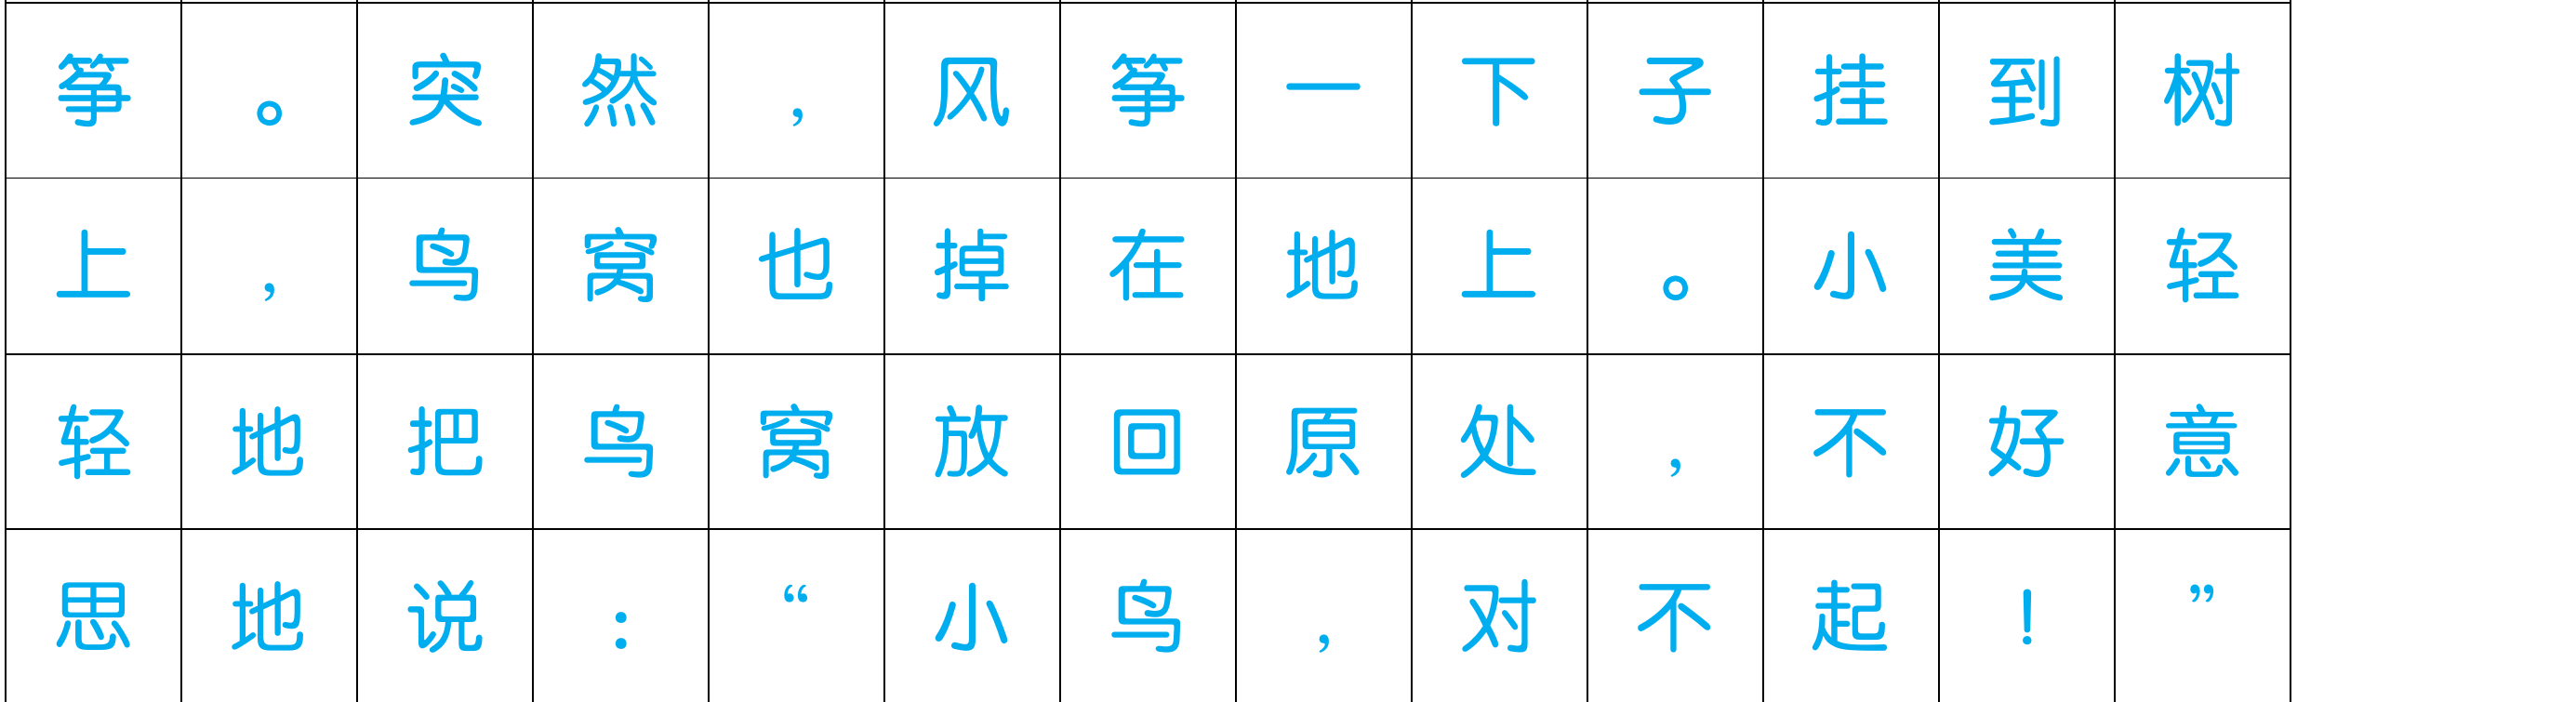 筝。突然，风筝一下子挂到树
上，鸟窝也掉在地上。小美轻
轻地把鸟窝放回原处，不好意
思地说：“小鸟，对不起！”